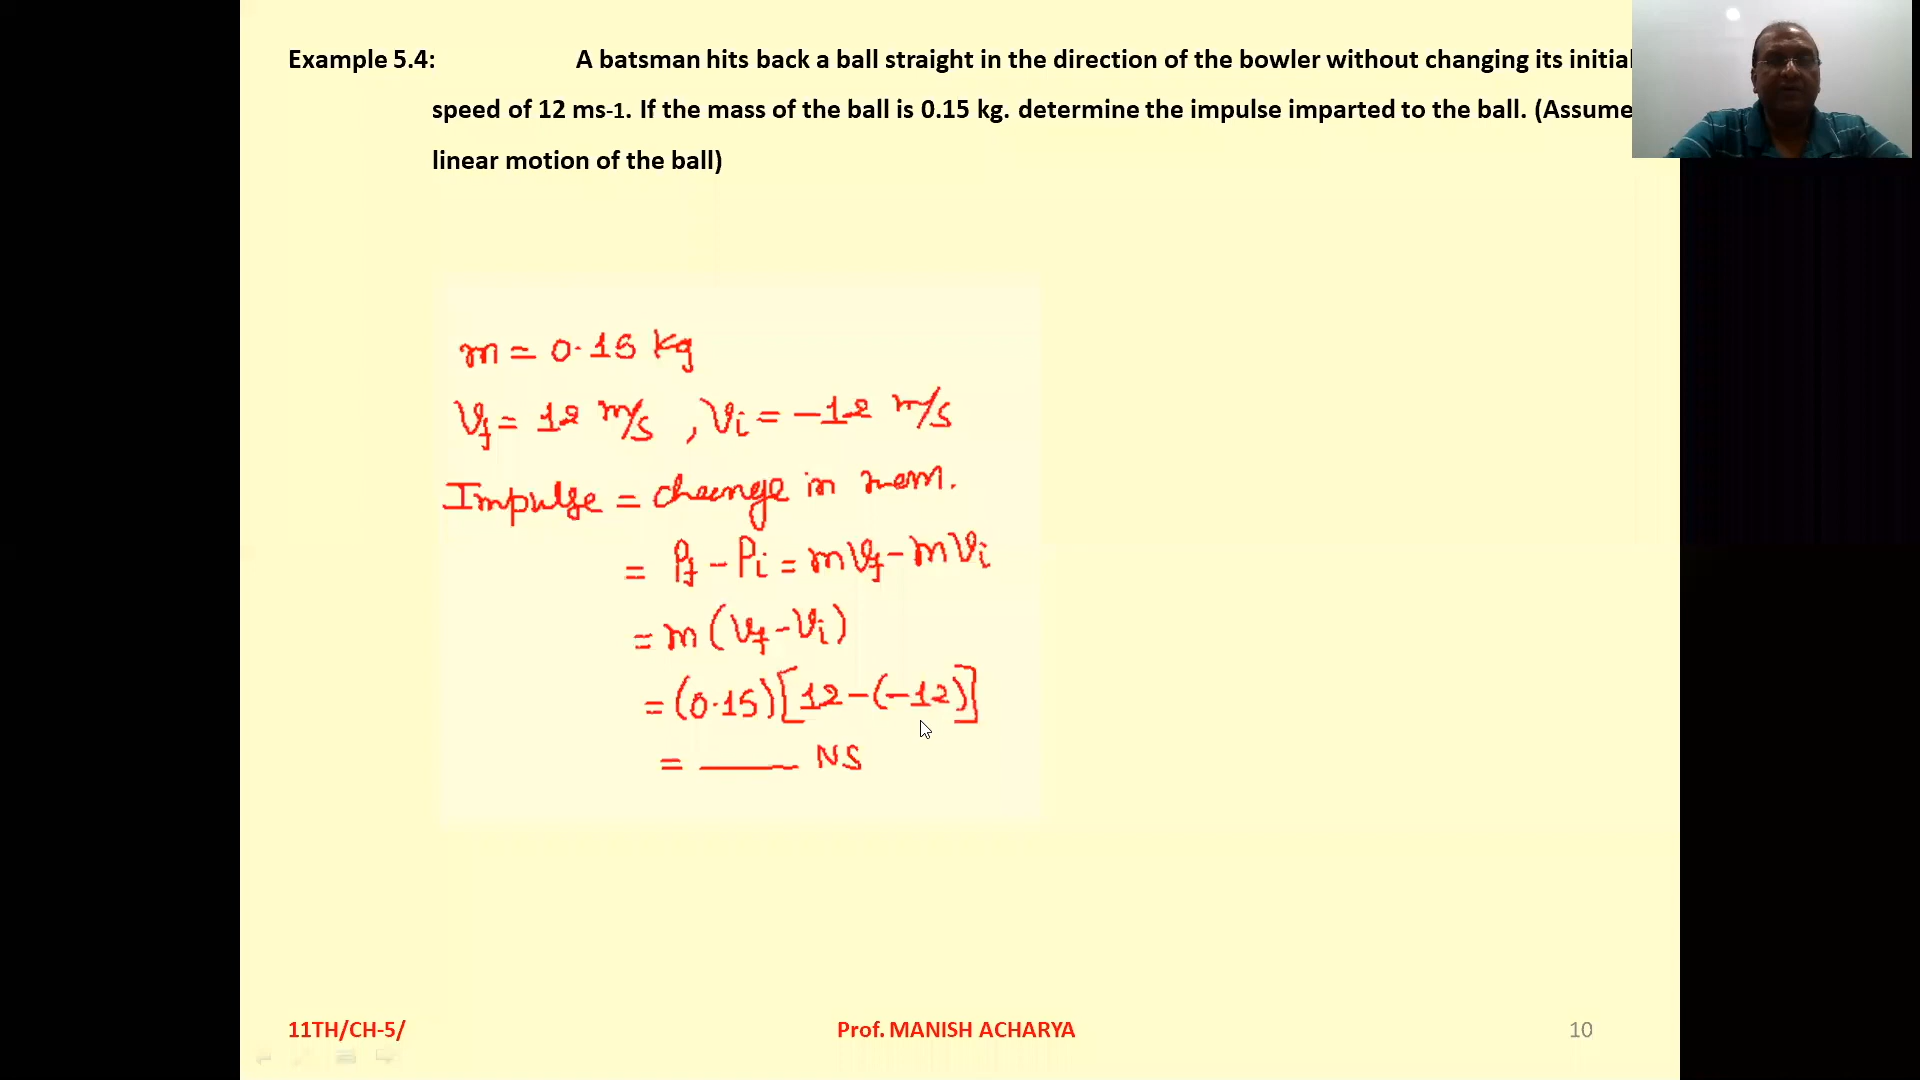 Example 5.4: A batsman hits back a ball straight in the direction of the bowler without changing its initial
speed of 12 ms-1. If the mass of the ball is 0.15 kg. determine the impulse imparted to the ball. (Assume
linear motion of the ball)
m = 0.15 kg
Vf = 12 m/s , Vi = -12 m/s
Impulse = change in mom.
= Pf - Pi = mVf - mVi
= m (Vf - Vi)
= (0.15) [12 - (-12)]
= ____ NS
11TH/CH-5/ Prof. MANISH ACHARYA 10